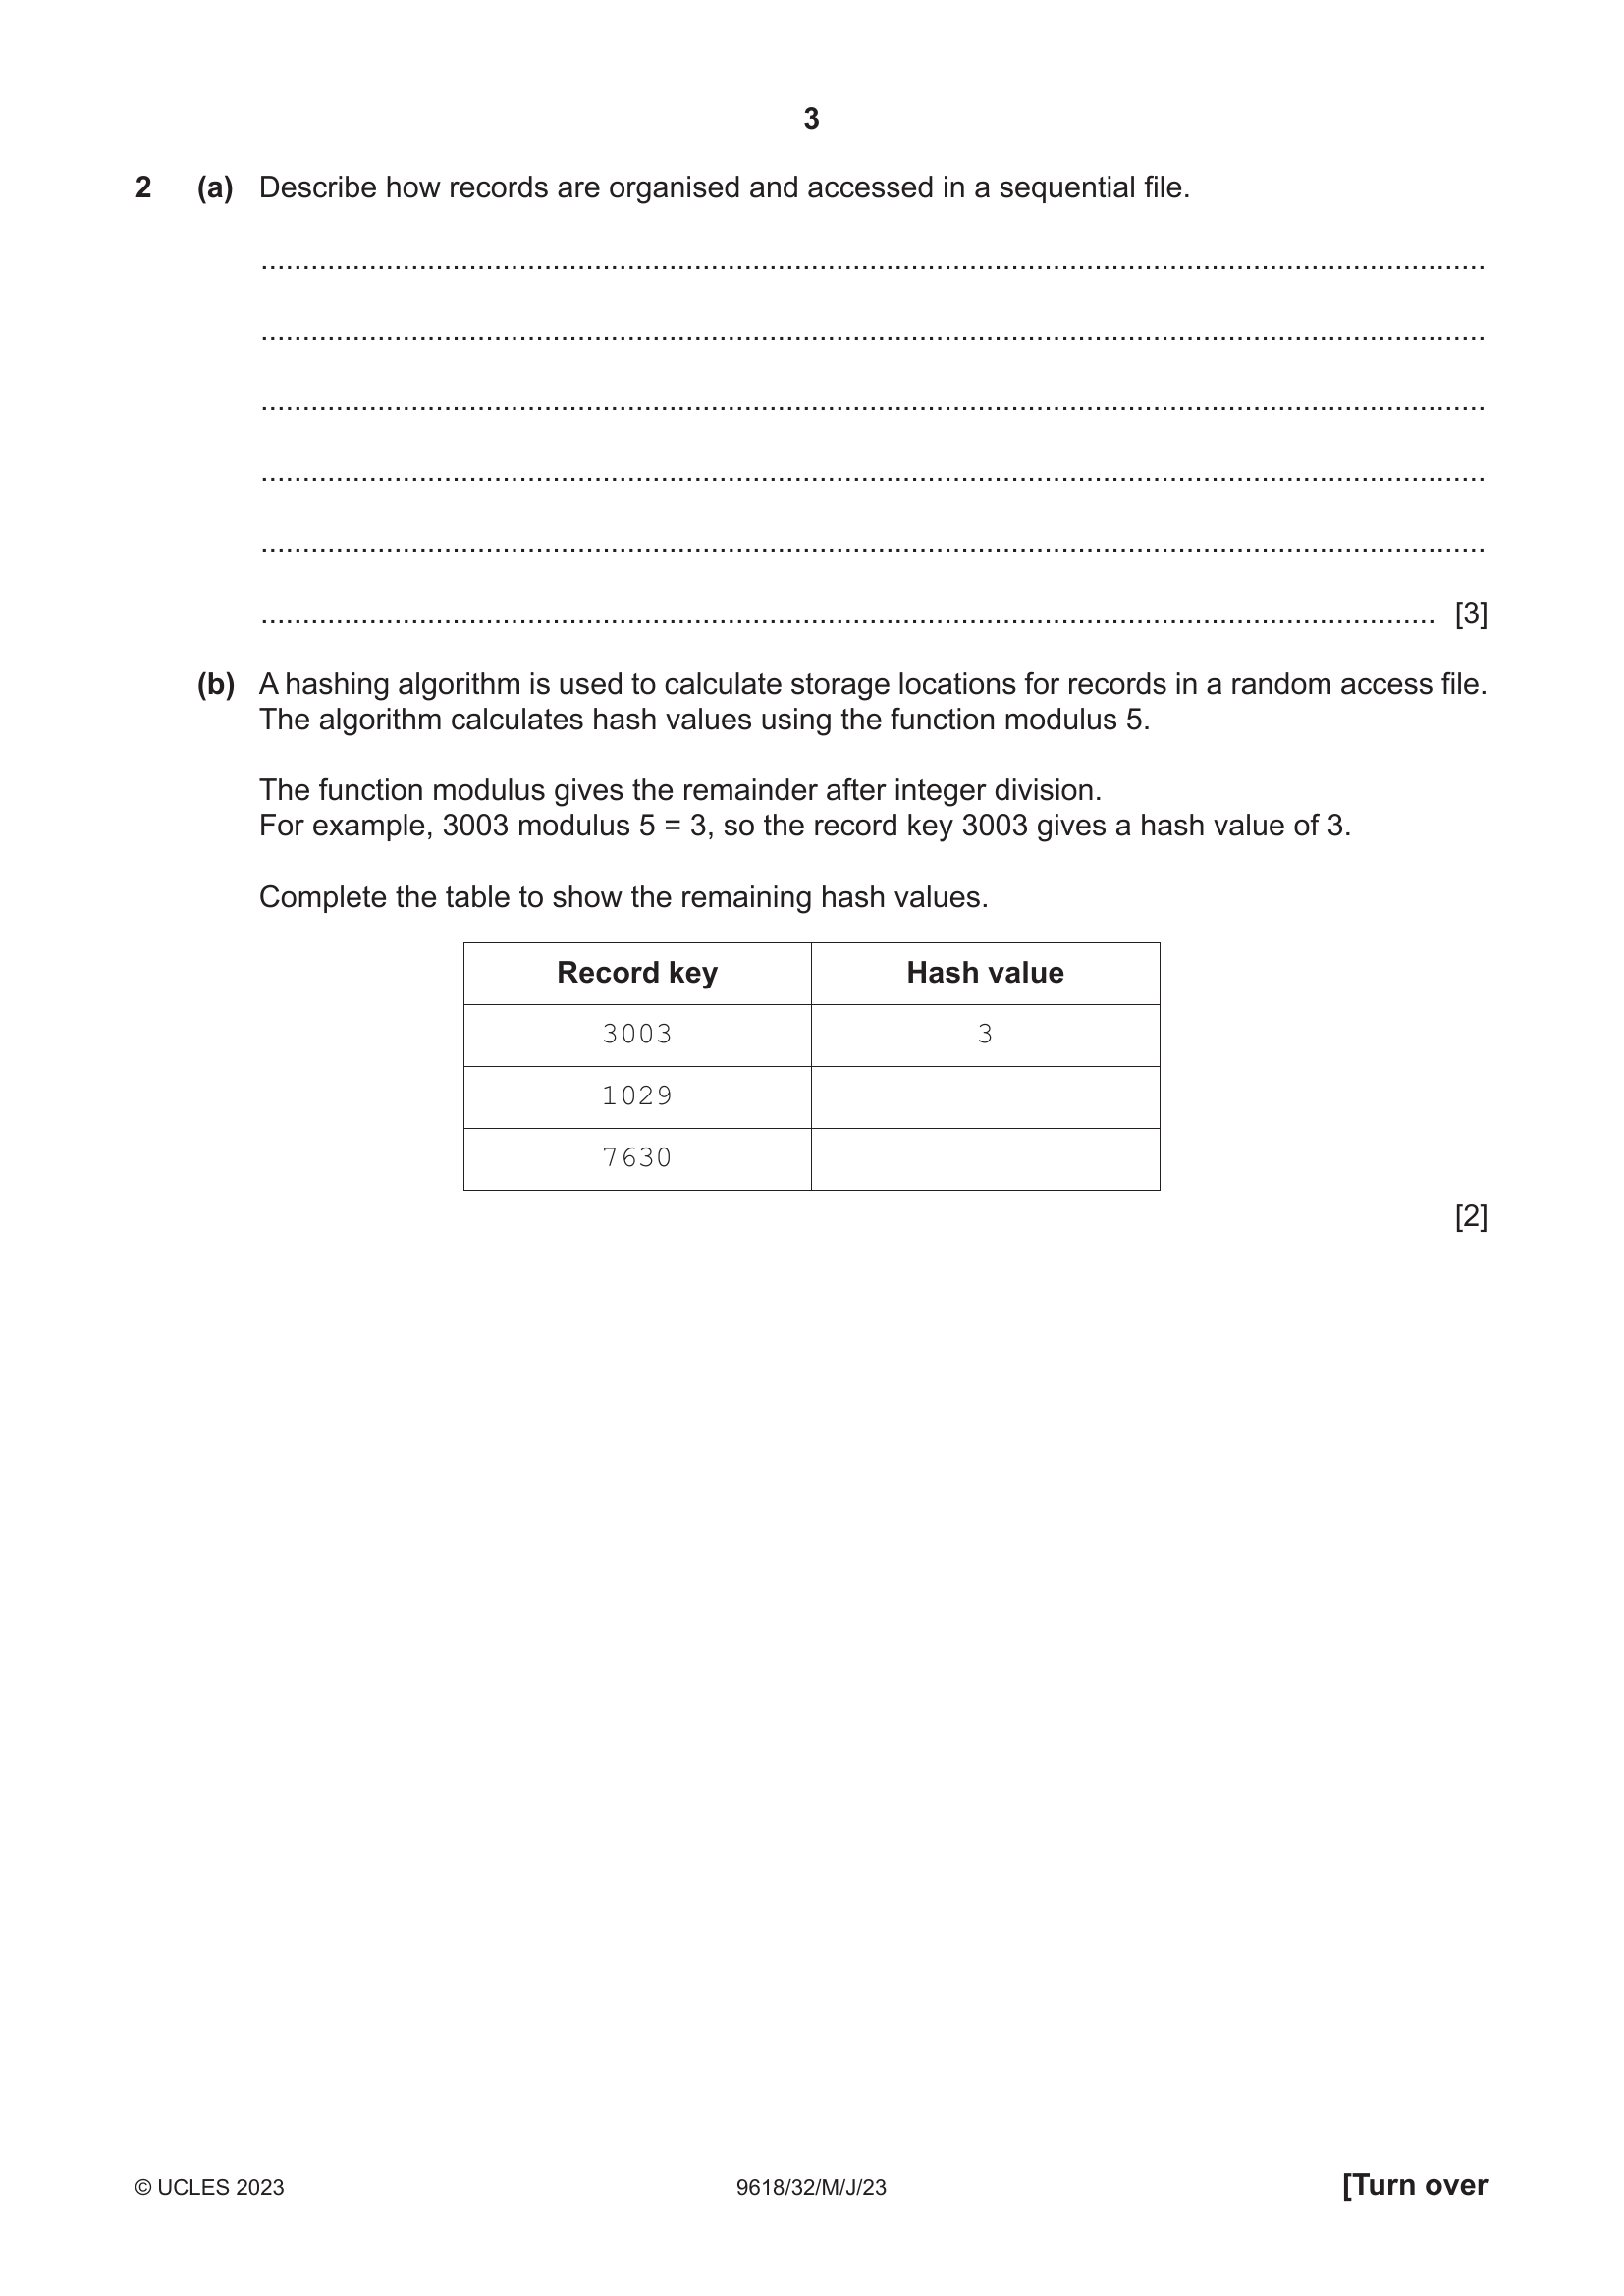 3
2 (a) Describe how records are organised and accessed in a sequential file.
..........................................................................................................................................................
..........................................................................................................................................................
..........................................................................................................................................................
..........................................................................................................................................................
..........................................................................................................................................................
.................................................................................................................................................... [3]
(b) A hashing algorithm is used to calculate storage locations for records in a random access file.
The algorithm calculates hash values using the function modulus 5.
The function modulus gives the remainder after integer division.
For example, 3003 modulus 5 = 3, so the record key 3003 gives a hash value of 3.
Complete the table to show the remaining hash values.
Record key Hash value
3003 3
1029
7630
[2]
© UCLES 2023 9618/32/M/J/23 [Turn over